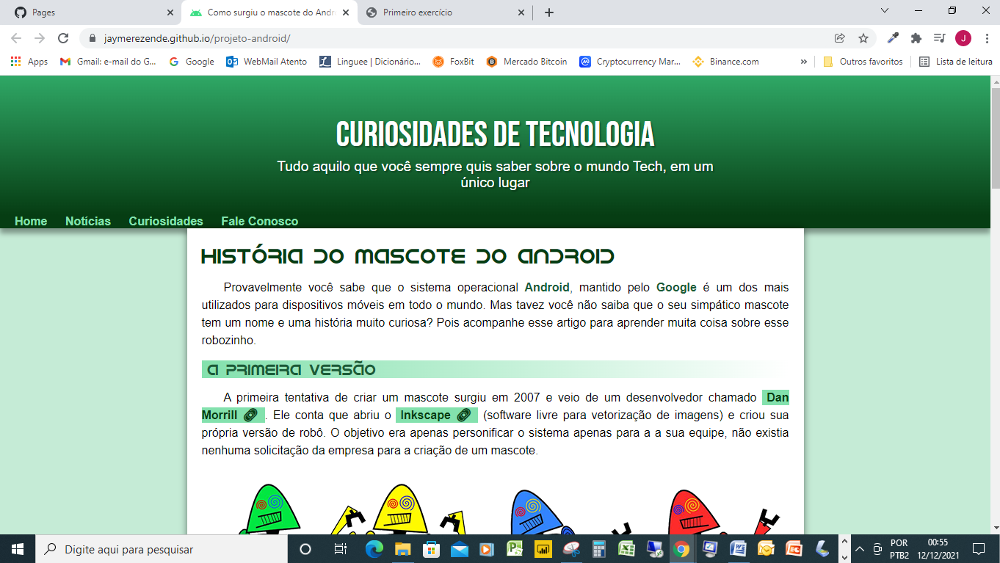 Pages
Como surgiu o mascote do Andr
Primeiro exercício
jaymerezende.github.io/projeto-android/
J
Apps
Gmail: e-mail do G...
Google
WebMail Atento
Linguee | Dicionário...
FoxBit
Mercado Bitcoin
Cryptocurrency Mar...
Binance.com
»
Outros favoritos
Lista de leitura
CURIOSIDADES DE TECNOLOGIA
Tudo aquilo que você sempre quis saber sobre o mundo Tech, em um
único lugar
Home Notícias Curiosidades Fale Conosco
História do mascote do Android
Provavelmente você sabe que o sistema operacional Android, mantido pelo Google é um dos mais
utilizados para dispositivos móveis em todo o mundo. Mas tavez você não saiba que o seu simpático mascote
tem um nome e uma história muito curiosa? Pois acompanhe esse artigo para aprender muita coisa sobre esse
robozinho.
A primeira versão
A primeira tentativa de criar um mascote surgiu em 2007 e veio de um desenvolvedor chamado Dan
Morrill . Ele conta que abriu o Inkscape (software livre para vetorização de imagens) e criou sua
própria versão de robô. O objetivo era apenas personificar o sistema apenas para a a sua equipe, não existia
nenhuma solicitação da empresa para a criação de um mascote.
Digite aqui para pesquisar
POR
PTB2
00:55
12/12/2021